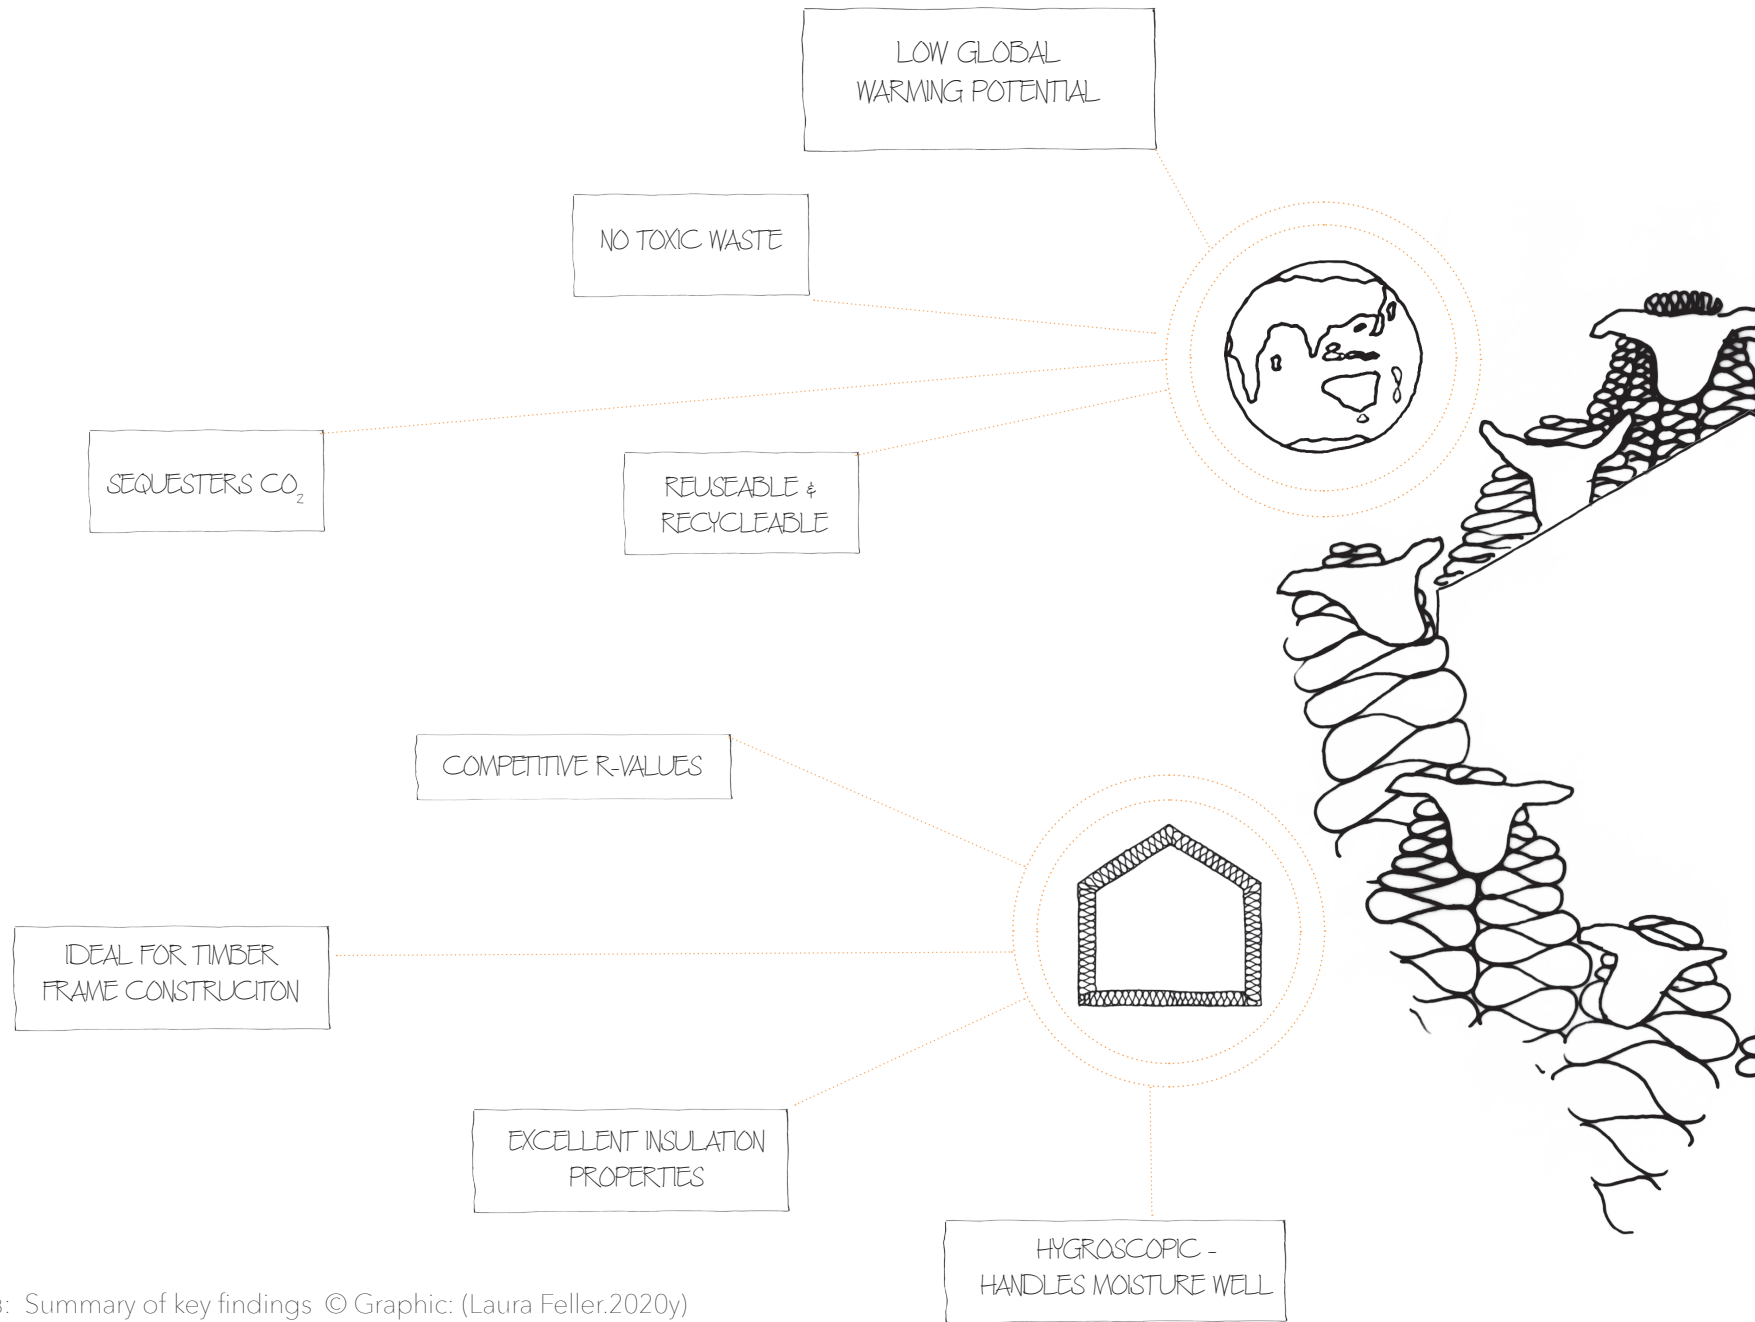 LOW GLOBAL
WARMING POTENTIAL
NO TOXIC WASTE
SEQUESTERS CO₂
REUSEABLE &
RECYCLEABLE
COMPETITIVE R-VALUES
IDEAL FOR TIMBER
FRAME CONSTRUCITON
EXCELLENT INSULATION
PROPERTIES
HYGROSCOPIC -
HANDLES MOISTURE WELL
: Summary of key findings © Graphic: (Laura Feller.2020y)